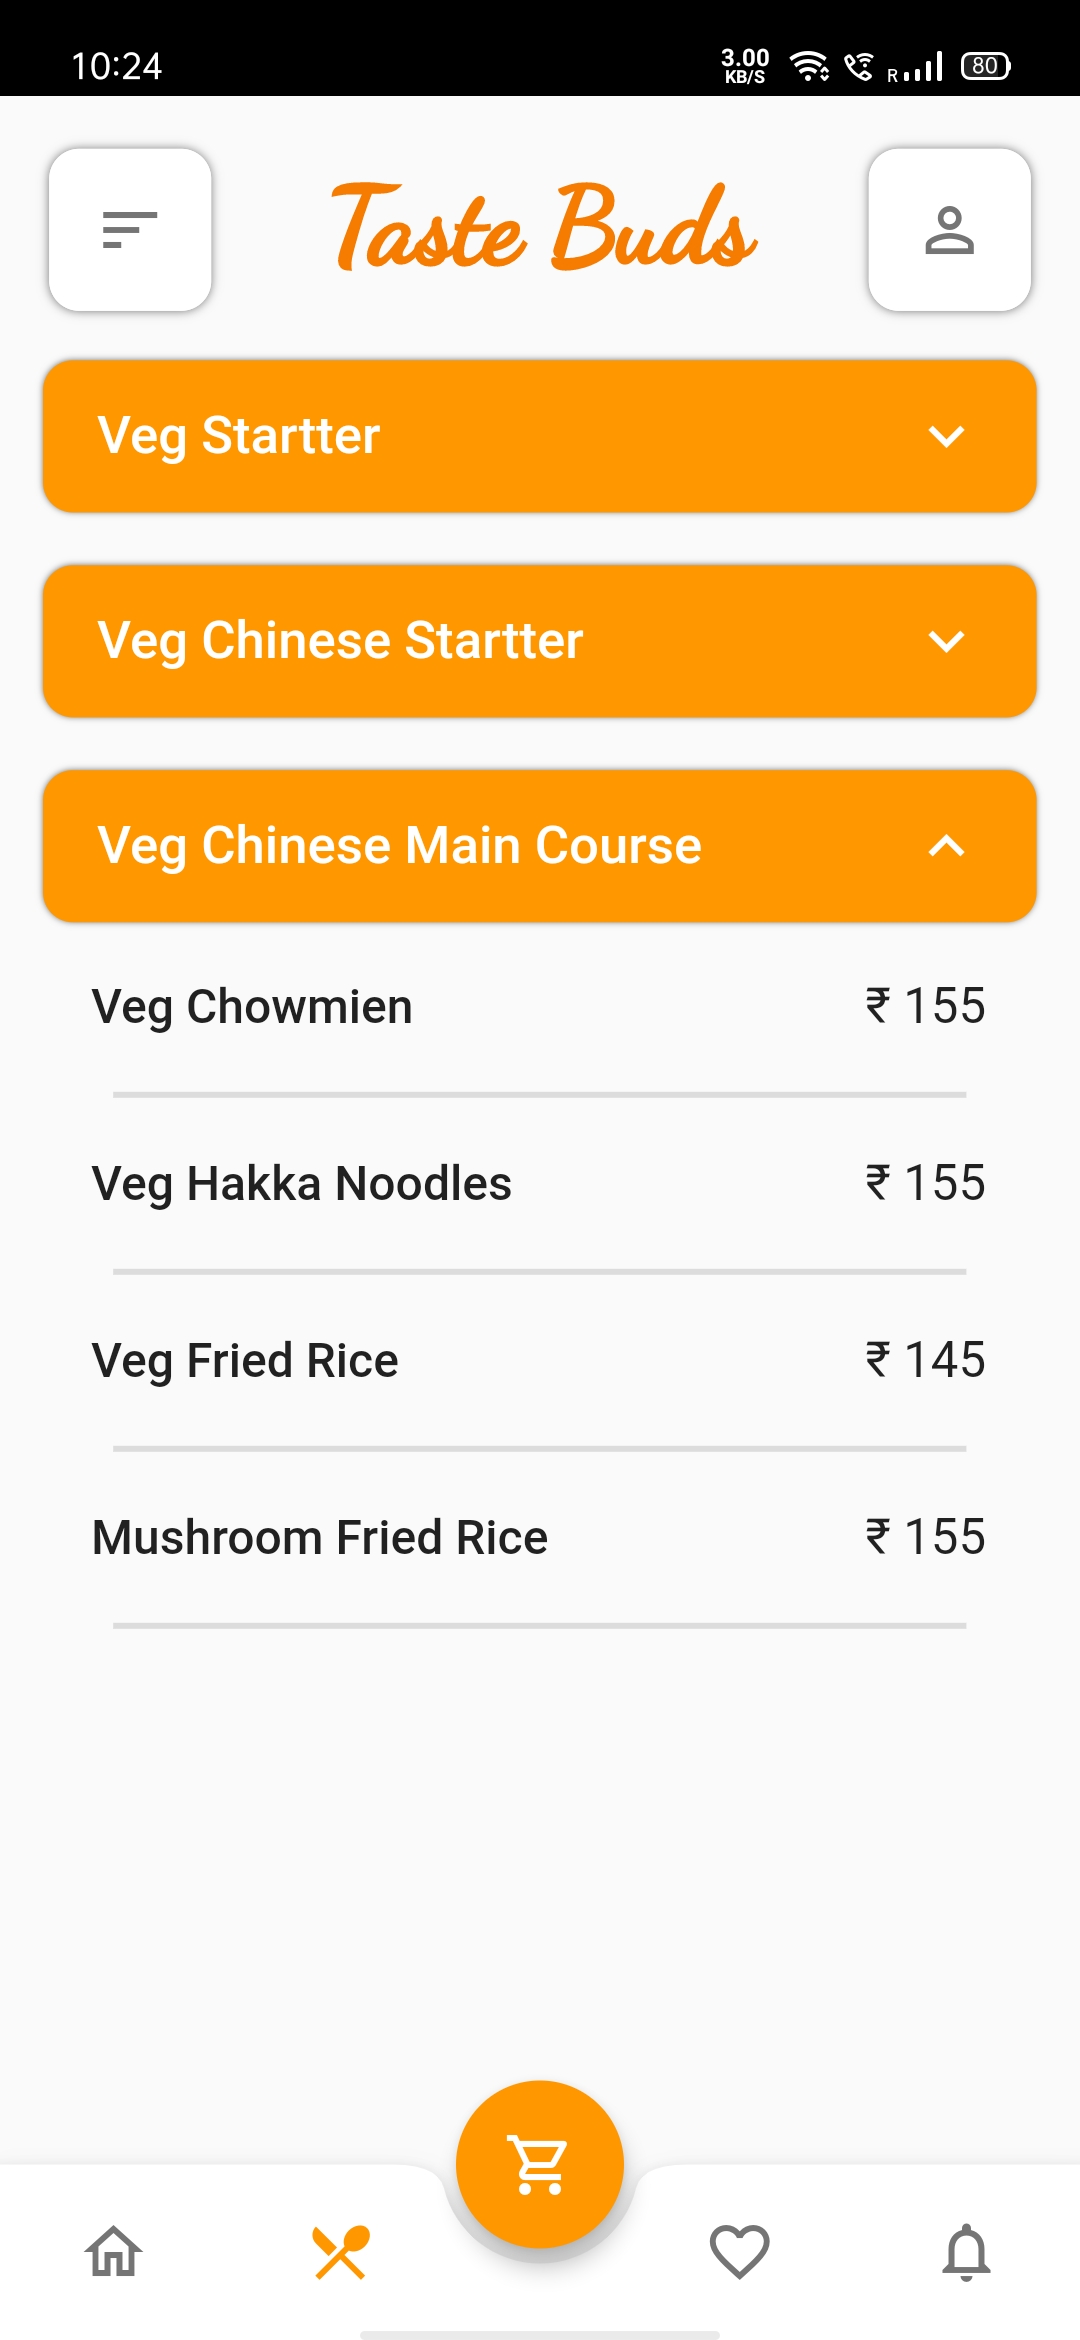 10:24
3.00
KB/S
R
80
Taste Buds
Veg Startter
Veg Chinese Startter
Veg Chinese Main Course
Veg Chowmien ₹ 155
Veg Hakka Noodles ₹ 155
Veg Fried Rice ₹ 145
Mushroom Fried Rice ₹ 155